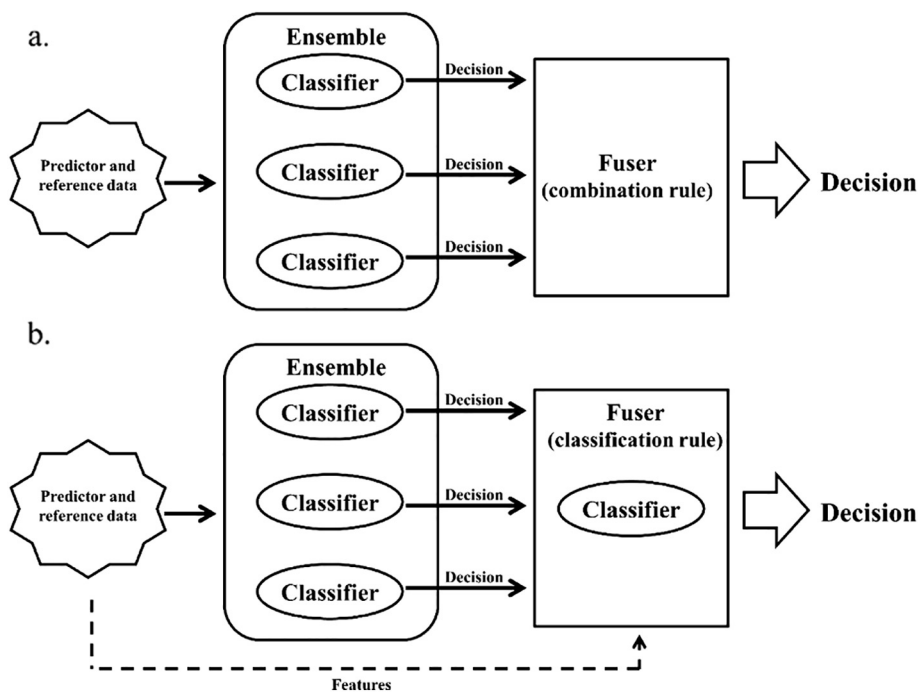 a.
Ensemble
Classifier
Decision
Classifier
Decision
Classifier
Decision
Predictor and
reference data
Fuser
(combination rule)
Decision
b.
Ensemble
Classifier
Decision
Classifier
Decision
Classifier
Decision
Predictor and
reference data
Fuser
(classification rule)
Classifier
Decision
Features